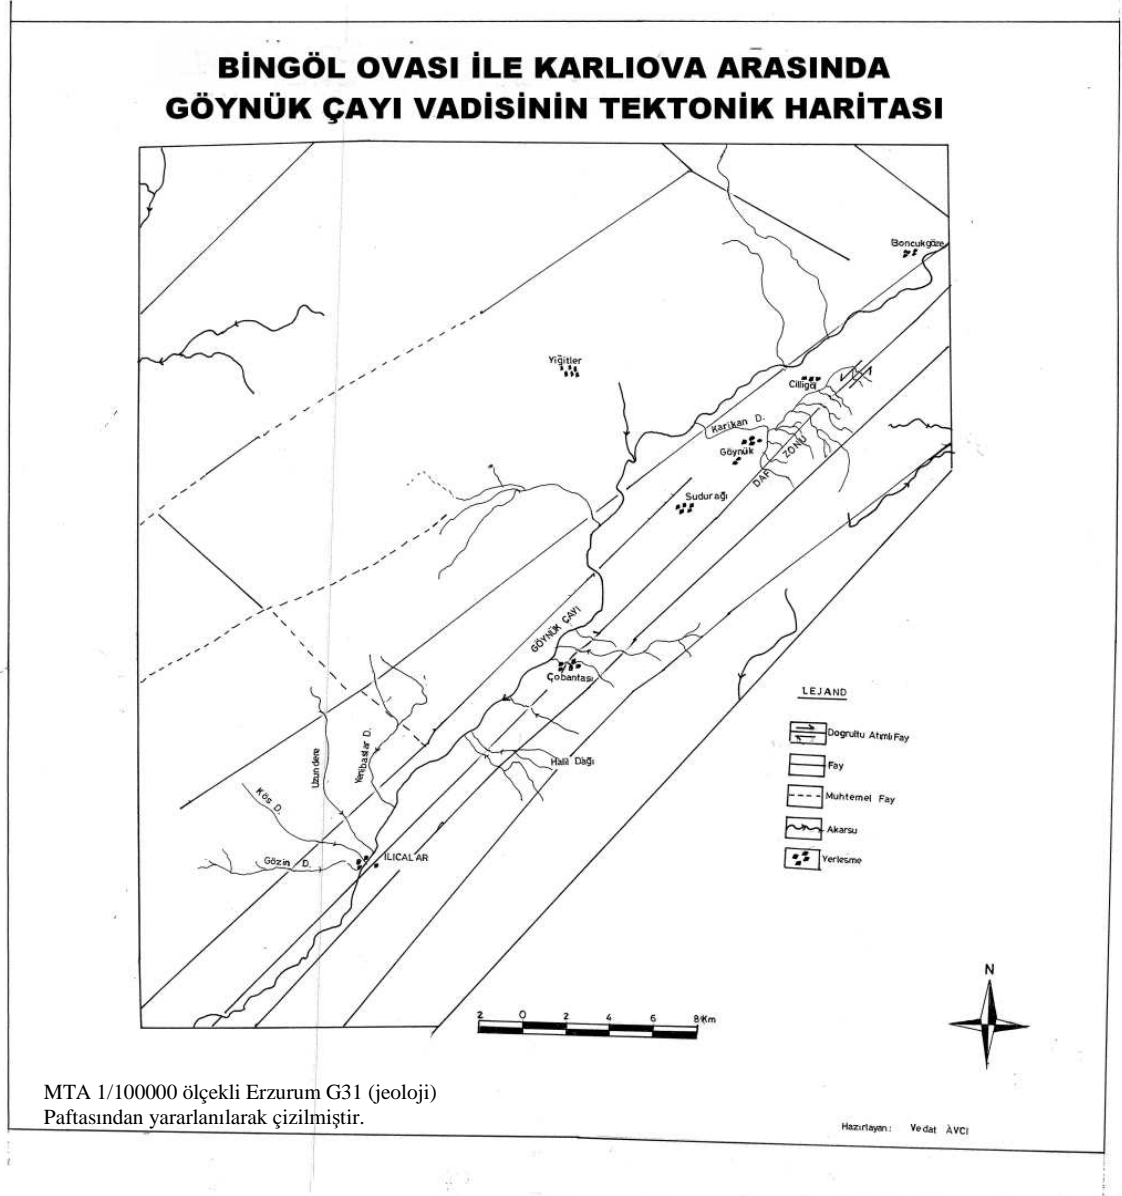 BİNGÖL OVASI İLE KARLIOVA ARASINDA
GÖYNÜK ÇAYI VADİSİNİN TEKTONİK HARİTASI
Boncukgöze
Yiğitler
Cilligöl
Karikan D.
Göynük
DAF ZONU
Sudurağı
GÖYNÜK ÇAYI
Çobantaşı
LEJAND
Doğrultu Atımlı Fay
Fay
Muhtemel Fay
Akarsu
Yerleşme
Uzundere
Yenibaşlar D.
Halil Dağı
Kös D.
Gözin D.
ILICALAR
N
2 0 2 4 6 8 Km
MTA 1/100000 ölçekli Erzurum G31 (jeoloji)
Paftasından yararlanılarak çizilmiştir.
Hazırlayan: Vedat AVCI